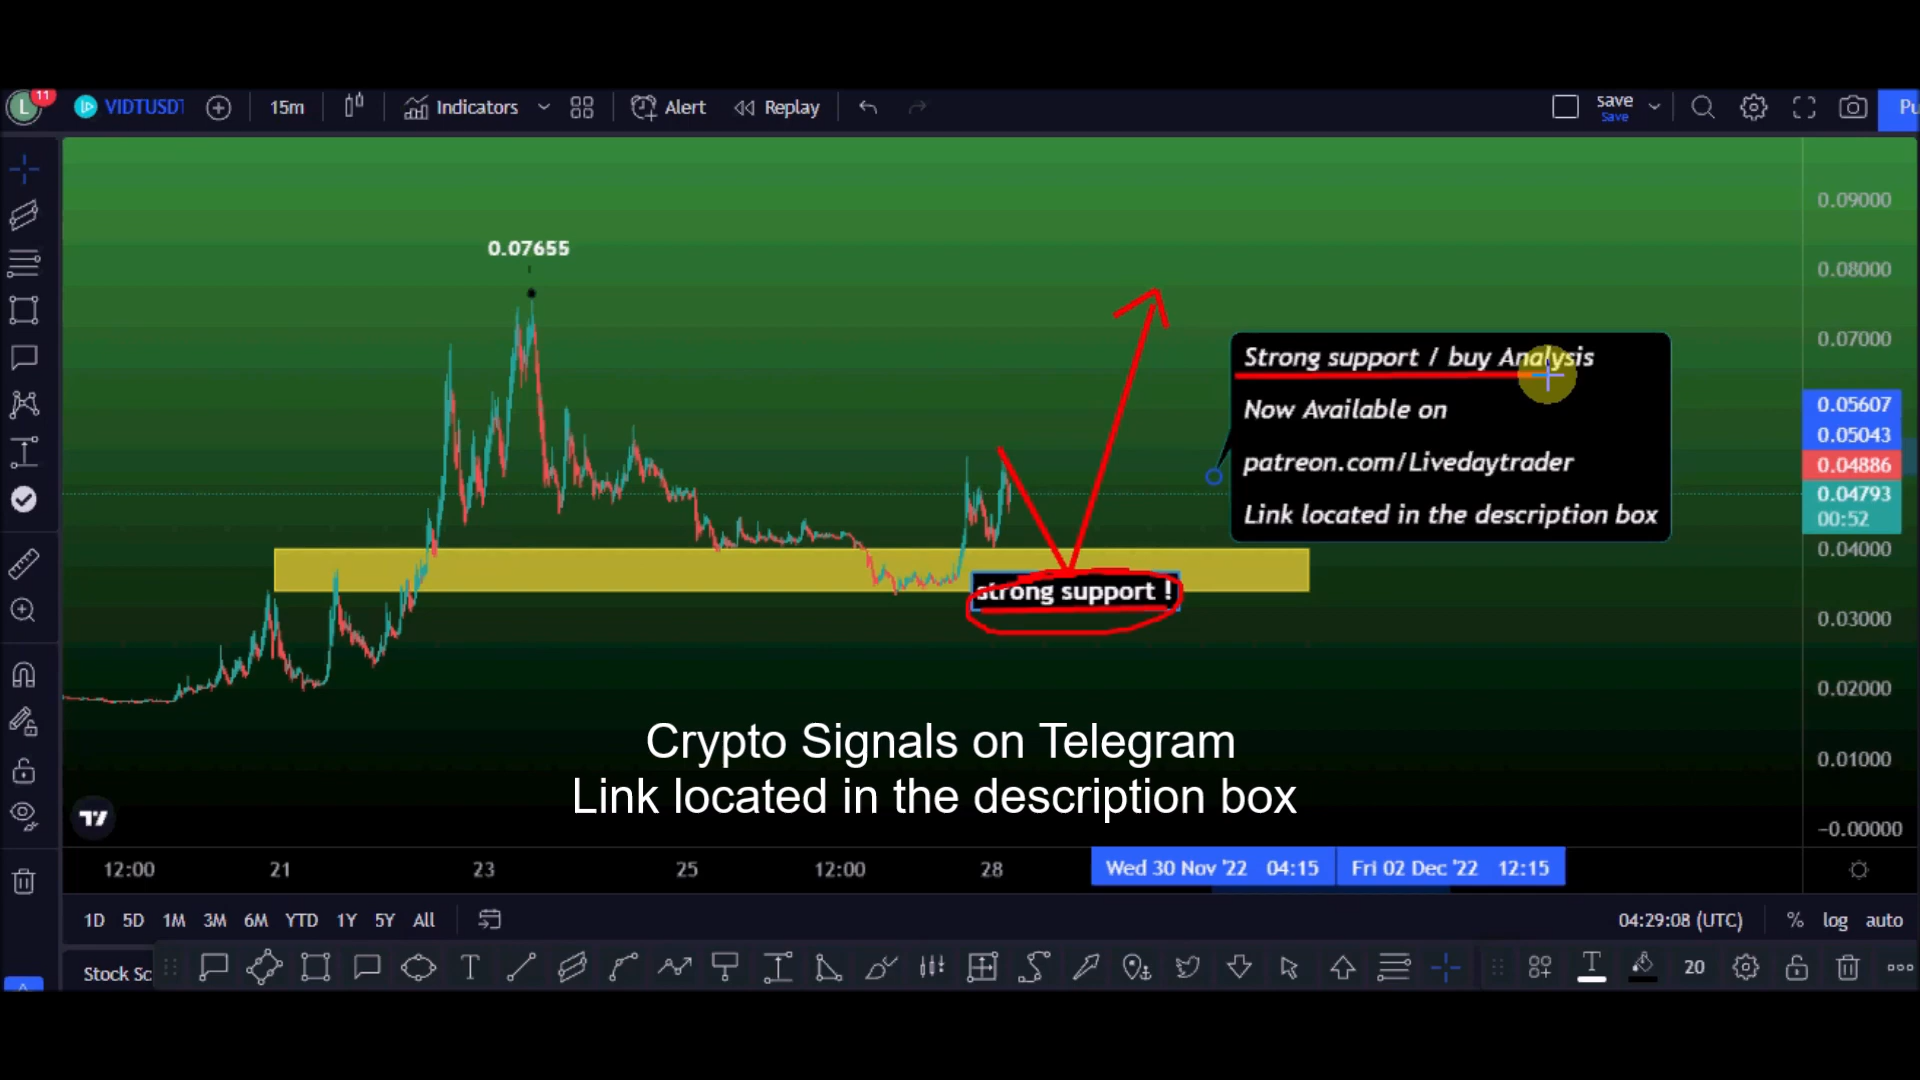 L 11 VIDTUSDT 15m Indicators Alert Replay save
Save
0.09000
0.07655
0.08000
0.07000
Strong support / buy Analysis
0.05607
Now Available on
0.05043
patreon.com/Livedaytrader
0.04886
0.04793
Link located in the description box
00:52
0.04000
strong support !
0.03000
0.02000
Crypto Signals on Telegram
0.01000
Link located in the description box
-0.00000
12:00 21 23 25 12:00 28 Wed 30 Nov '22 04:15 Fri 02 Dec '22 12:15
1D 5D 1M 3M 6M YTD 1Y 5Y All 04:29:08 (UTC) % log auto
Stock Sc T 20